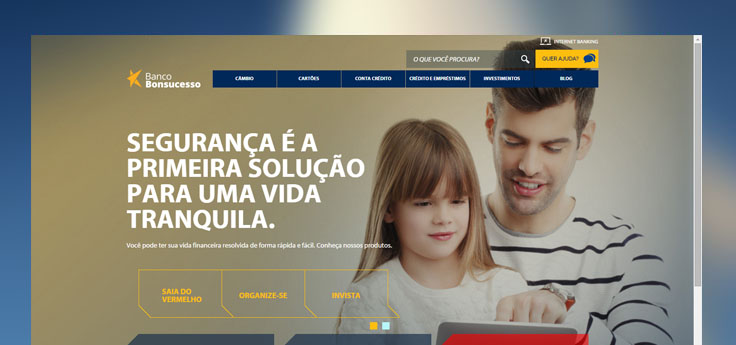 INTERNET BANKING
O QUE VOCÊ PROCURA?
QUER AJUDA?
Banco
Bonsucesso
CÂMBIO
CARTÕES
CONTA CRÉDITO
CRÉDITO E EMPRÉSTIMOS
INVESTIMENTOS
BLOG
SEGURANÇA É A
PRIMEIRA SOLUÇÃO
PARA UMA VIDA
TRANQUILA.
Você pode ter sua vida financeira resolvida de forma rápida e fácil. Conheça nossos produtos.
SAIA DO
VERMELHO
ORGANIZE-SE
INVISTA